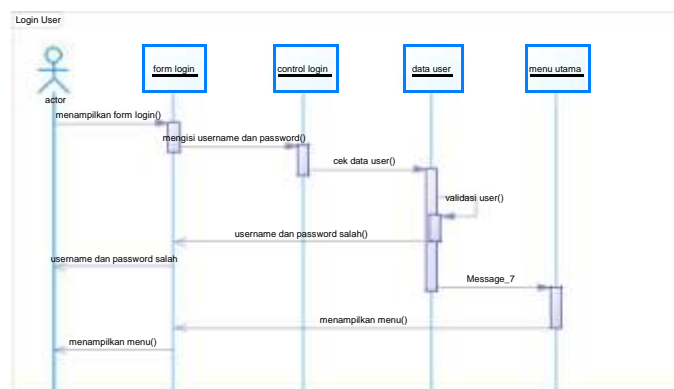 Login User
form login
control login
data user
menu utama
actor
menampilkan form login()
mengisi username dan password()
cek data user()
validasi user()
username dan password salah()
username dan password salah
Message_7
menampilkan menu()
menampilkan menu()